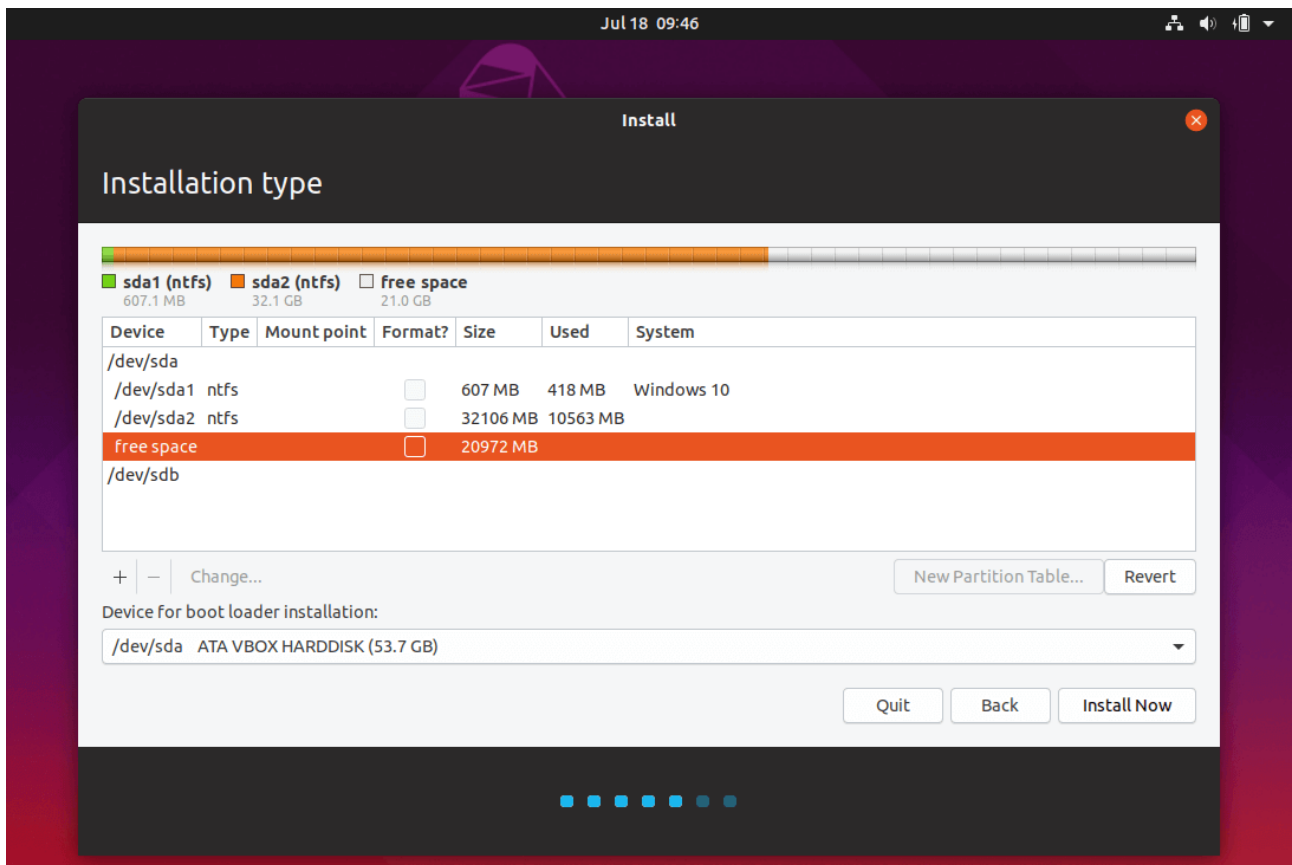 Jul 18 09:46
Install
Installation type
sda1 (ntfs) sda2 (ntfs) free space
607.1 MB 32.1 GB 21.0 GB
Device Type Mount point Format? Size Used System
/dev/sda
/dev/sda1 ntfs 607 MB 418 MB Windows 10
/dev/sda2 ntfs 32106 MB 10563 MB
free space 20972 MB
/dev/sdb
+ − Change... New Partition Table... Revert
Device for boot loader installation:
/dev/sda ATA VBOX HARDDISK (53.7 GB)
Quit Back Install Now